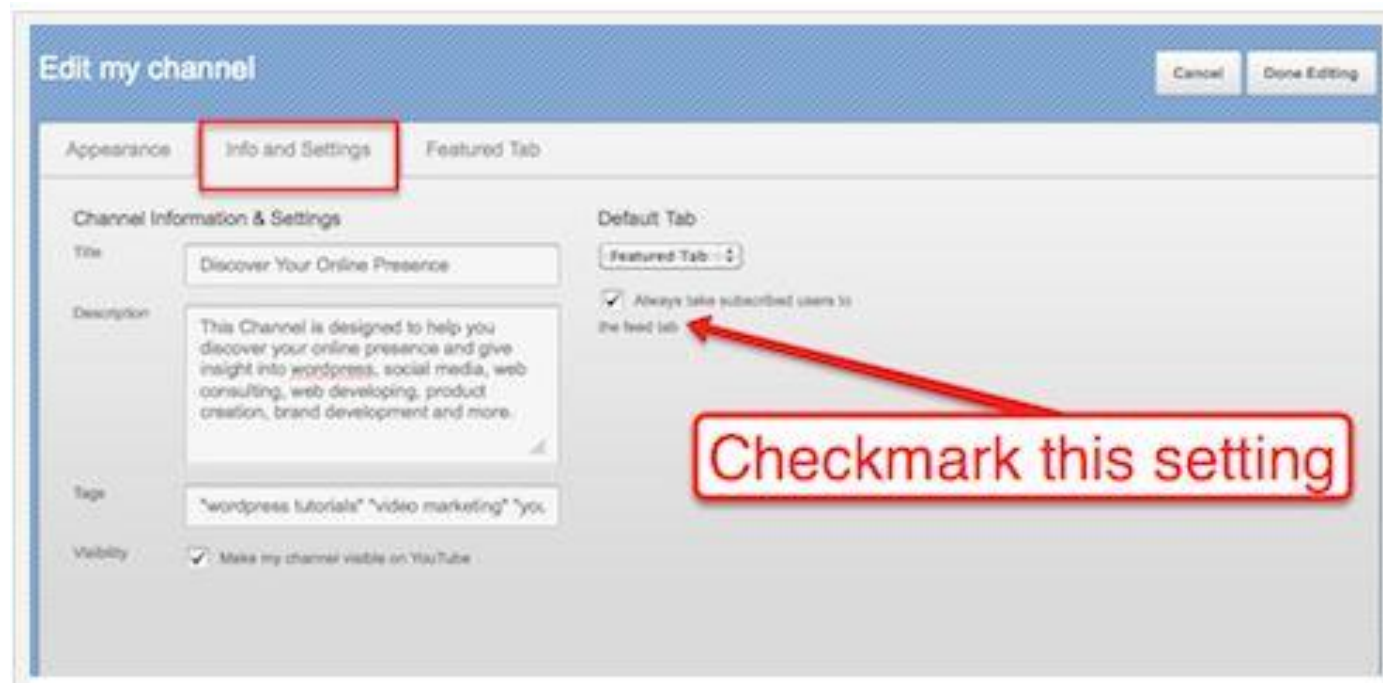 Edit my channel
Cancel
Done Editing
Appearance
Info and Settings
Featured Tab
Channel Information & Settings
Title
Discover Your Online Presence
Description
This Channel is designed to help you
discover your online presence and give
insight into wordpress, social media, web
consulting, web developing, product
creation, brand development and more.
Tags
"wordpress tutorials" "video marketing" "you
Visibility
Make my channel visible on YouTube
Default Tab
Featured Tab
Always take subscribed users to
the feed tab
Checkmark this setting